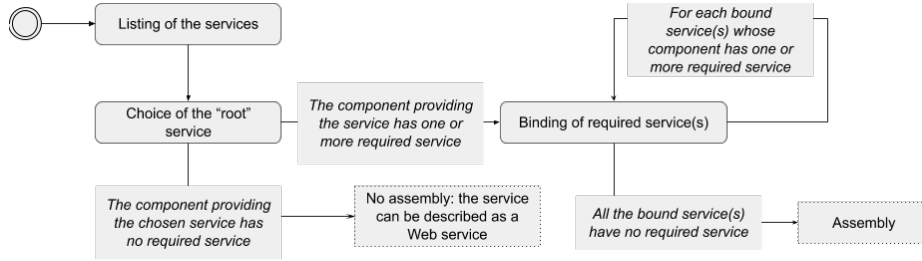 Listing of the services
For each bound
service(s) whose
component has one or
more required service
Choice of the “root”
service
The component providing
the service has one or
more required service
Binding of required service(s)
The component providing
the chosen service has
no required service
No assembly: the service
can be described as a
Web service
All the bound service(s)
have no required service
Assembly